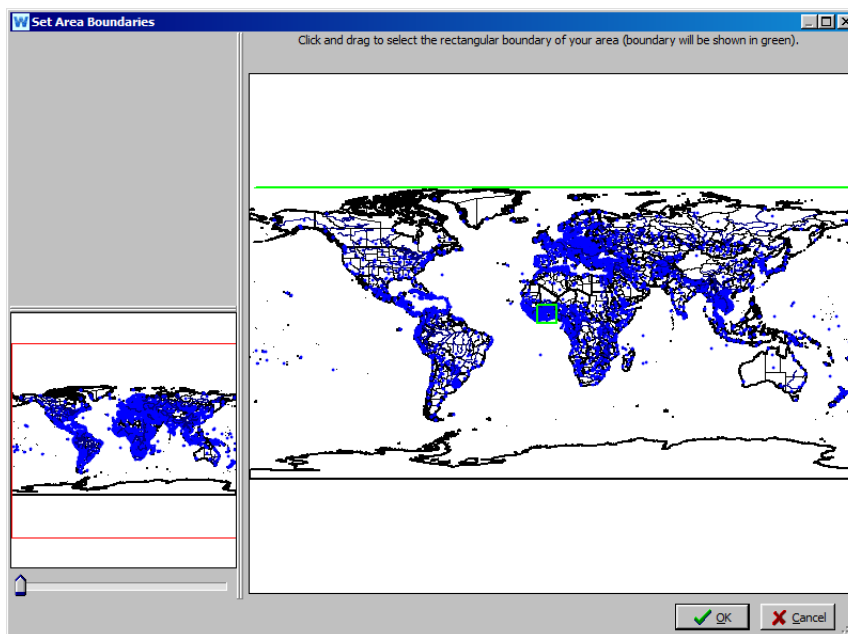 W Set Area Boundaries
Click and drag to select the rectangular boundary of your area (boundary will be shown in green).
OK
Cancel